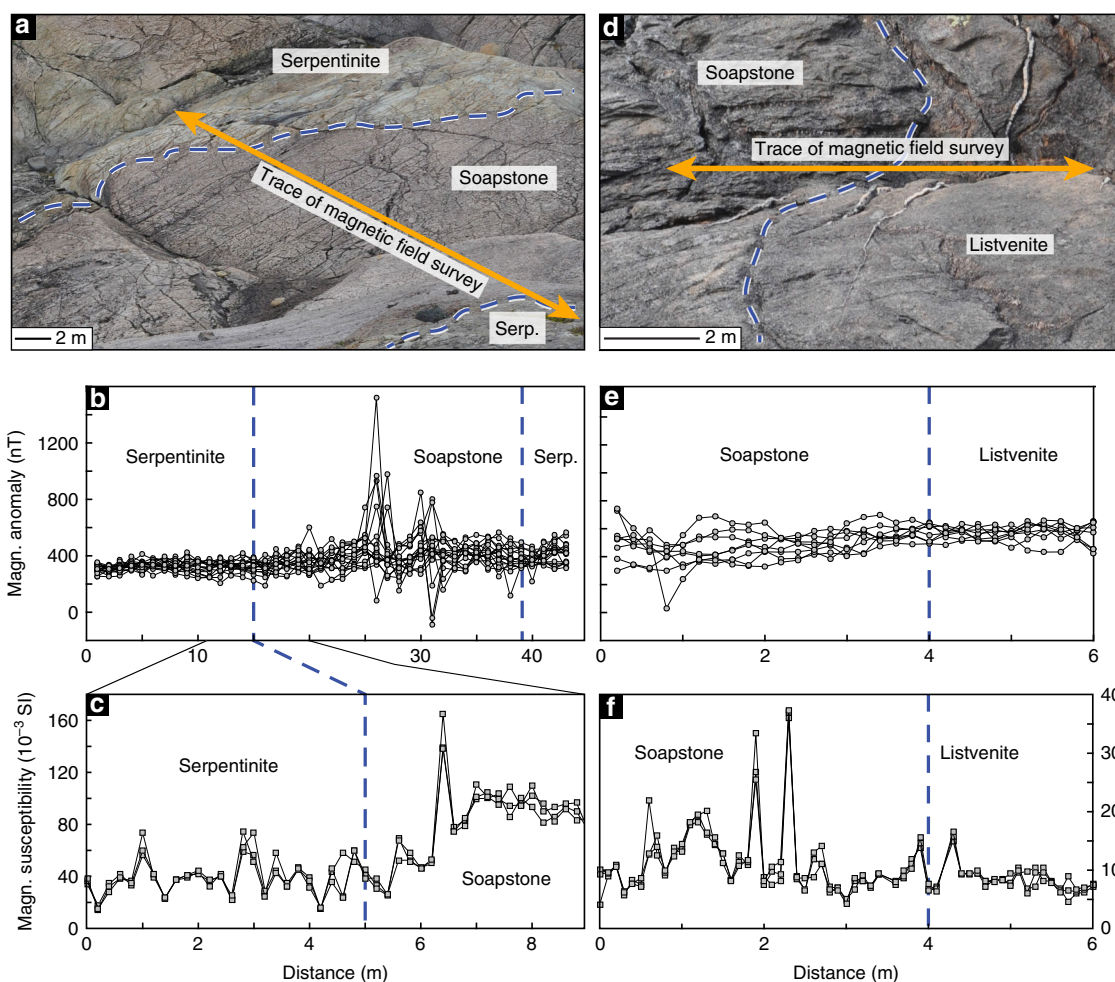 a
Serpentinite
Soapstone
Trace of magnetic field survey
Serp.
2 m
d
Soapstone
Trace of magnetic field survey
Listvenite
2 m
b
Serpentinite
Soapstone
Serp.
Magn. anomaly (nT)
1200
800
400
0
0
10
30
40
e
Soapstone
Listvenite
0
2
4
6
c
Serpentinite
Soapstone
Magn. susceptibility (10⁻³ SI)
160
120
80
40
0
0
2
4
6
8
Distance (m)
f
Soapstone
Listvenite
40
30
20
10
0
0
2
4
6
Distance (m)